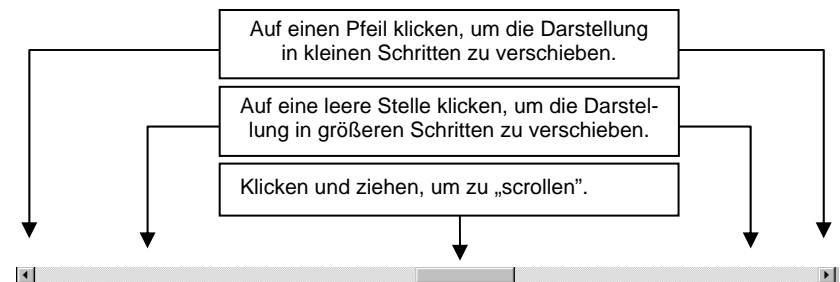 Auf einen Pfeil klicken, um die Darstellung
in kleinen Schritten zu verschieben.
Auf eine leere Stelle klicken, um die Darstel-
lung in größeren Schritten zu verschieben.
Klicken und ziehen, um zu „scrollen”.